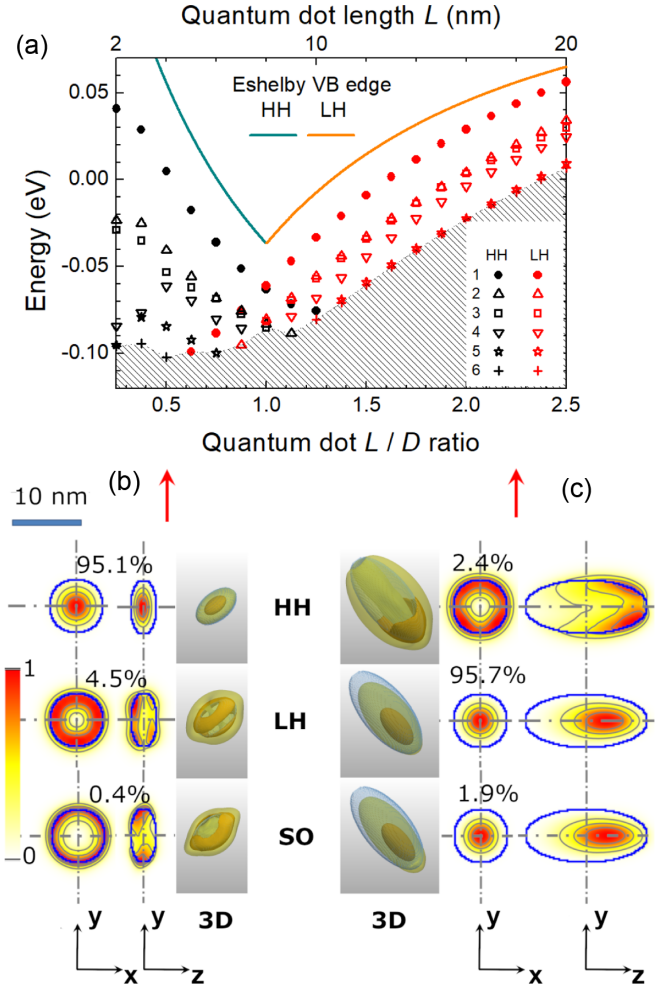 Quantum dot length L (nm)
(a)
2 10 20
Eshelby VB edge
HH LH
Energy (eV)
0.05
0.00
-0.05
-0.10
HH LH
1
2
3
4
5
6
0.5 1.0 1.5 2.0 2.5
Quantum dot L / D ratio
(b) (c)
10 nm
95.1% HH 2.4%
1
4.5% LH 95.7%
0.4% SO 1.9%
0
y y 3D 3D y y
x z x z